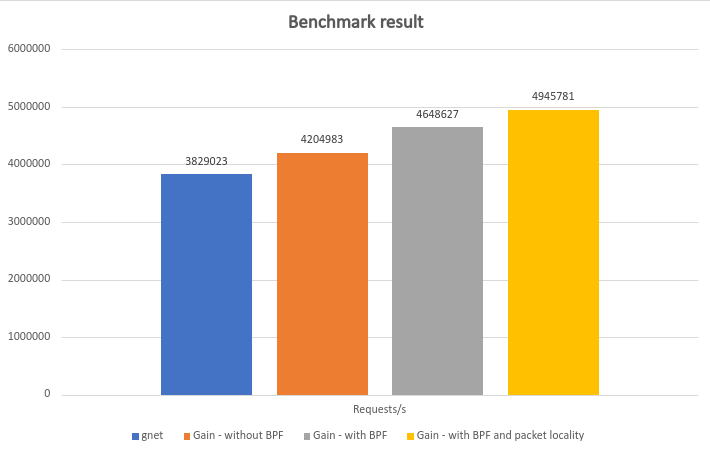 Benchmark result
6000000
5000000
4000000
3000000
2000000
1000000
0
3829023
4204983
4648627
4945781
Requests/s
gnet
Gain - without BPF
Gain - with BPF
Gain - with BPF and packet locality